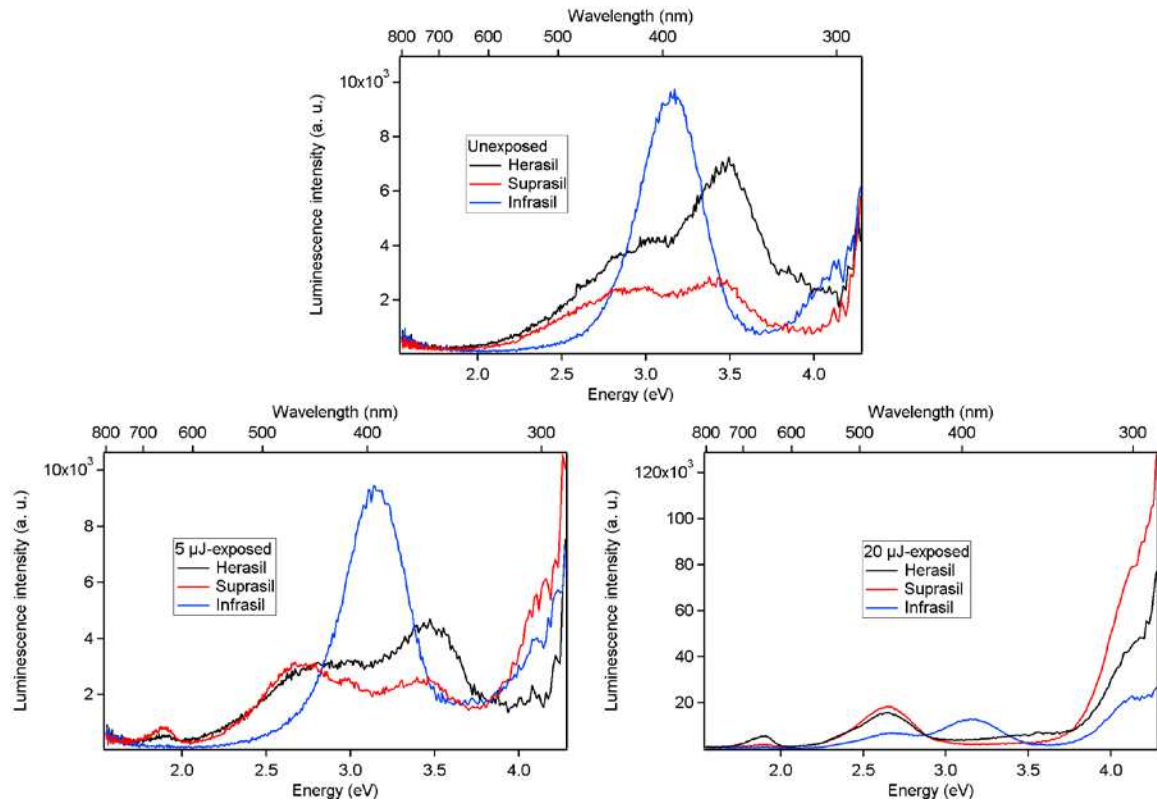 Wavelength (nm)
800 700 600 500 400 300
Luminescence intensity (a. u.)
10x10³
8
6
4
2
Unexposed
Herasil
Suprasil
Infrasil
2.0 2.5 3.0 3.5 4.0
Energy (eV)
Wavelength (nm)
800 700 600 500 400 300
Luminescence intensity (a. u.)
10x10³
8
6
4
2
5 µJ-exposed
Herasil
Suprasil
Infrasil
2.0 2.5 3.0 3.5 4.0
Energy (eV)
Wavelength (nm)
800 700 600 500 400 300
Luminescence intensity (a. u.)
120x10³
100
80
60
40
20
20 µJ-exposed
Herasil
Suprasil
Infrasil
2.0 2.5 3.0 3.5 4.0
Energy (eV)